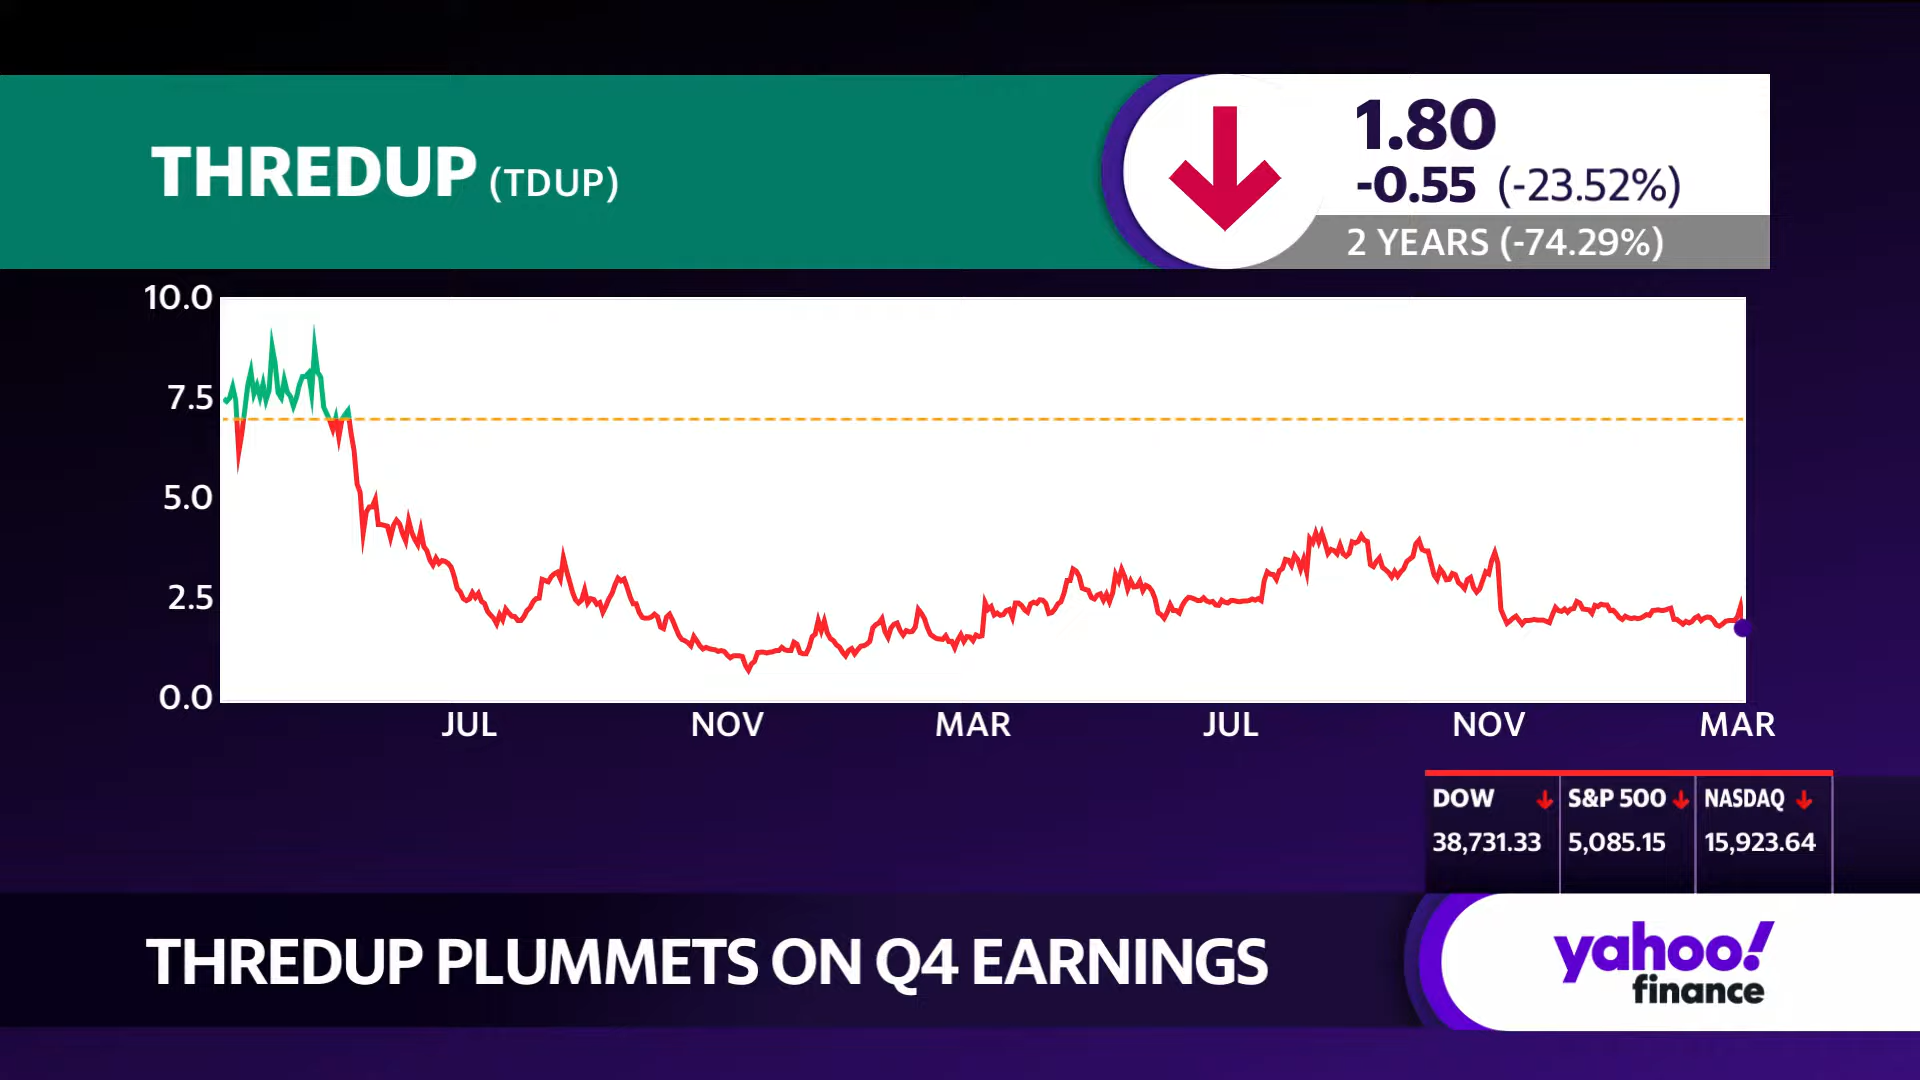 THREDUP (TDUP)
1.80
-0.55 (-23.52%)
2 YEARS (-74.29%)
10.0
7.5
5.0
2.5
0.0
JUL NOV MAR JUL NOV MAR
DOW S&P 500 NASDAQ
38,731.33 5,085.15 15,923.64
THREDUP PLUMMETS ON Q4 EARNINGS
yahoo!
finance